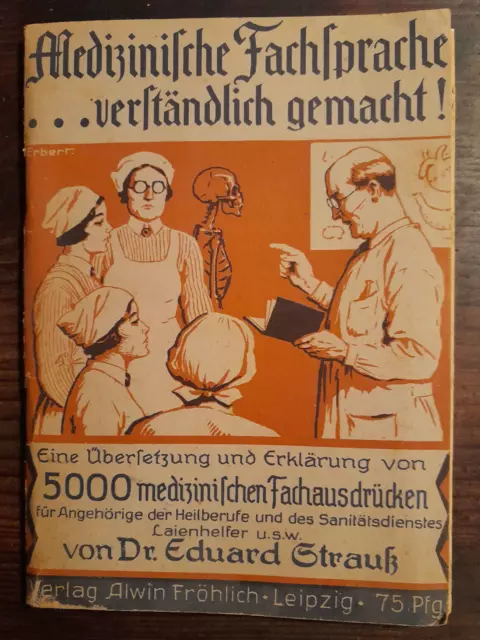 Medizinische Fachsprache
...verständlich gemacht!
Erbert
Eine Übersetzung und Erklärung von
5000 medizinischen Fachausdrücken
für Angehörige der Heilberufe und des Sanitätsdienstes
Laienhelfer u.s.w.
von Dr. Eduard Strauß
Verlag Alwin Fröhlich · Leipzig · 75 Pfg